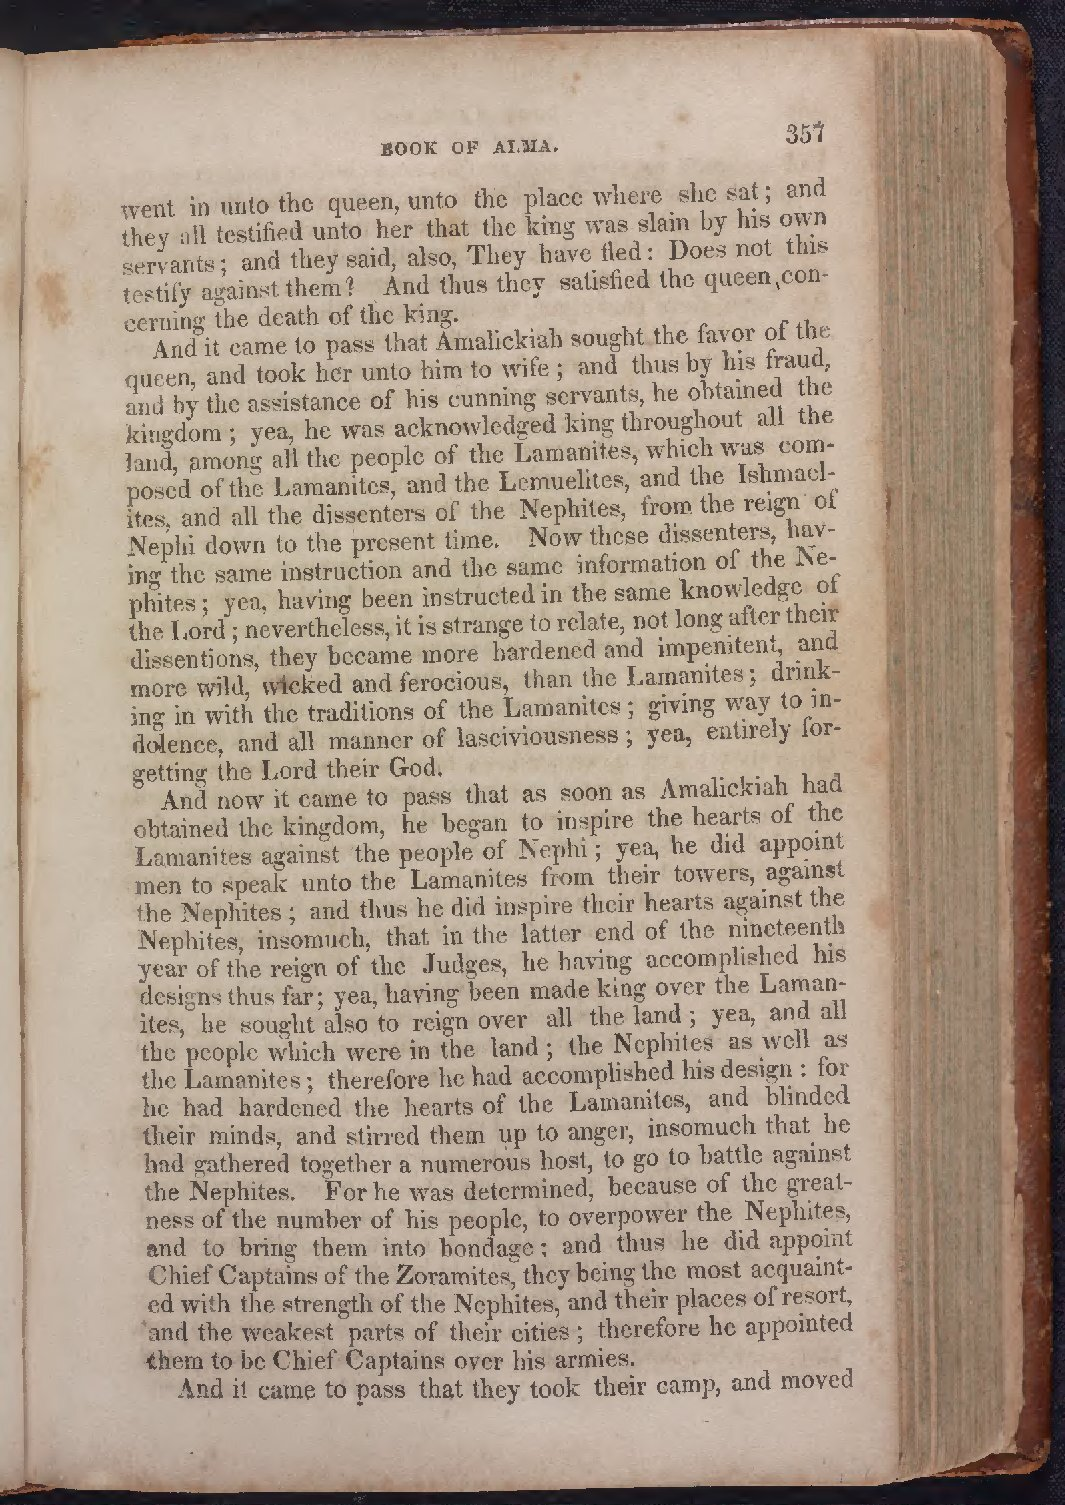 BOOK OF ALMA.
357
went in unto the queen, unto the place where she sat; and
they all testified unto her that the king was slain by his own
servants; and they said, also, They have fled: Does not this
testify against them? And thus they satisfied the queen, con-
cerning the death of the king.
And it came to pass that Amalickiah sought the favor of the
queen, and took her unto him to wife; and thus by his fraud,
and by the assistance of his cunning servants, he obtained the
kingdom; yea, he was acknowledged king throughout all the
land, among all the people of the Lamanites, which was com-
posed of the Lamanites, and the Lemuelites, and the Ishmael-
ites, and all the dissenters of the Nephites, from the reign of
Nephi down to the present time. Now these dissenters, hav-
ing the same instruction and the same information of the Ne-
phites; yea, having been instructed in the same knowledge of
the Lord; nevertheless, it is strange to relate, not long after their
dissentions, they became more hardened and impenitent, and
more wild, wicked and ferocious, than the Lamanites; drink-
ing in with the traditions of the Lamanites; giving way to in-
dolence, and all manner of lasciviousness; yea, entirely for-
getting the Lord their God.
And now it came to pass that as soon as Amalickiah had
obtained the kingdom, he began to inspire the hearts of the
Lamanites against the people of Nephi; yea, he did appoint
men to speak unto the Lamanites from their towers, against
the Nephites; and thus he did inspire their hearts against the
Nephites, insomuch, that in the latter end of the nineteenth
year of the reign of the Judges, he having accomplished his
designs thus far; yea, having been made king over the Laman-
ites, he sought also to reign over all the land; yea, and all
the people which were in the land; the Nephites as well as
the Lamanites; therefore he had accomplished his design: for
he had hardened the hearts of the Lamanites, and blinded
their minds, and stirred them up to anger, insomuch that he
had gathered together a numerous host, to go to battle against
the Nephites. For he was determined, because of the great-
ness of the number of his people, to overpower the Nephites,
and to bring them into bondage; and thus he did appoint
Chief Captains of the Zoramites, they being the most acquaint-
ed with the strength of the Nephites, and their places of resort,
and the weakest parts of their cities; therefore he appointed
them to be Chief Captains over his armies.
And it came to pass that they took their camp, and moved